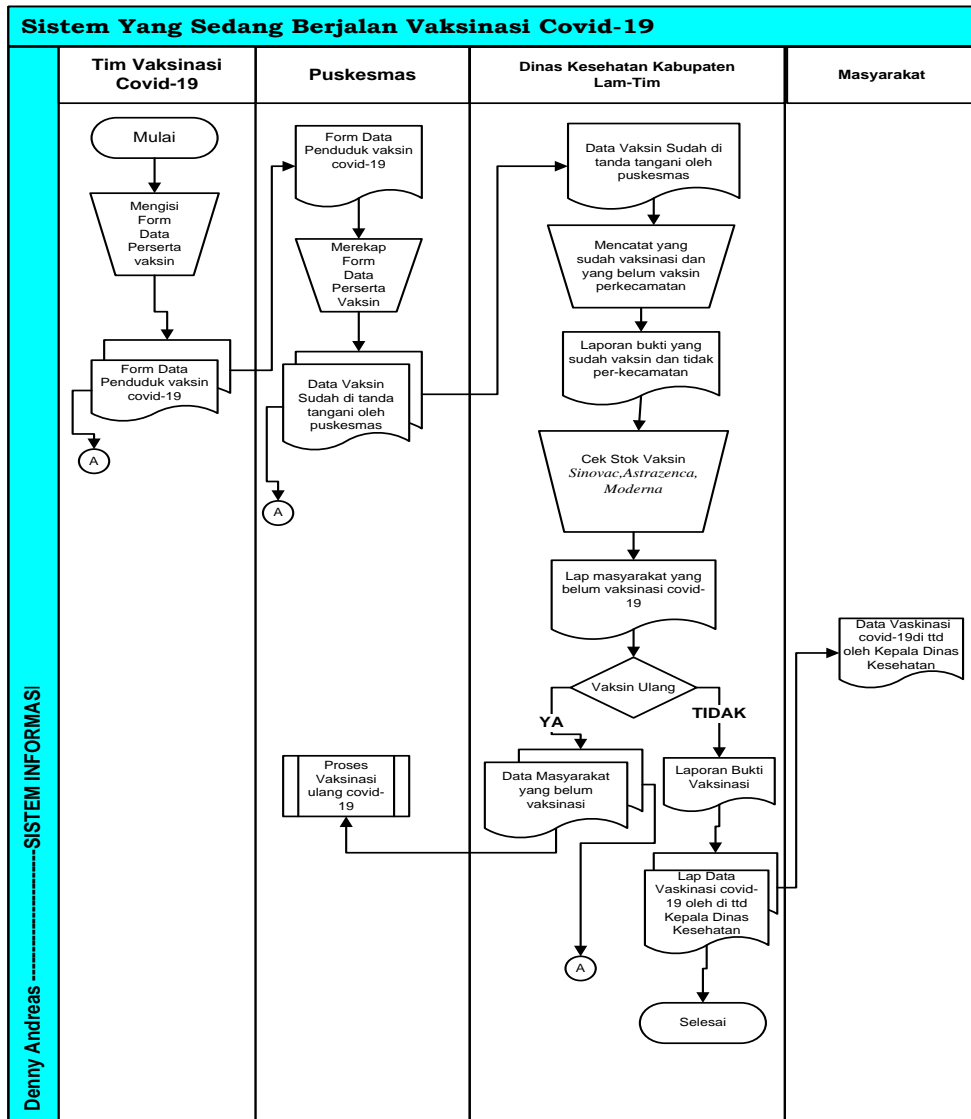 Sistem Yang Sedang Berjalan Vaksinasi Covid-19
Tim Vaksinasi
Covid-19
Puskesmas
Dinas Kesehatan Kabupaten
Lam-Tim
Masyarakat
Mulai
Mengisi
Form
Data
Perserta
vaksin
Form Data
Penduduk vaksin
covid-19
A
Form Data
Penduduk vaksin
covid-19
Merekap
Form
Data
Perserta
Vaksin
Data Vaksin
Sudah di tanda
tangani oleh
puskesmas
A
Proses
Vaksinasi
ulang covid-
19
Data Vaksin Sudah di
tanda tangani oleh
puskesmas
Mencatat yang
sudah vaksinasi dan
yang belum vaksin
perkecamatan
Laporan bukti yang
sudah vaksin dan tidak
per-kecamatan
Cek Stok Vaksin
Sinovac,Astrazenca,
Moderna
Lap masyarakat yang
belum vaksinasi covid-
19
Vaksin Ulang
YA
TIDAK
Data Masyarakat
yang belum
vaksinasi
A
Laporan Bukti
Vaksinasi
Lap Data
Vaskinasi covid-
19 oleh di ttd
Kepala Dinas
Kesehatan
Selesai
Data Vaskinasi
covid-19di ttd
oleh Kepala Dinas
Kesehatan
Denny Andreas ----------------------SISTEM INFORMASI